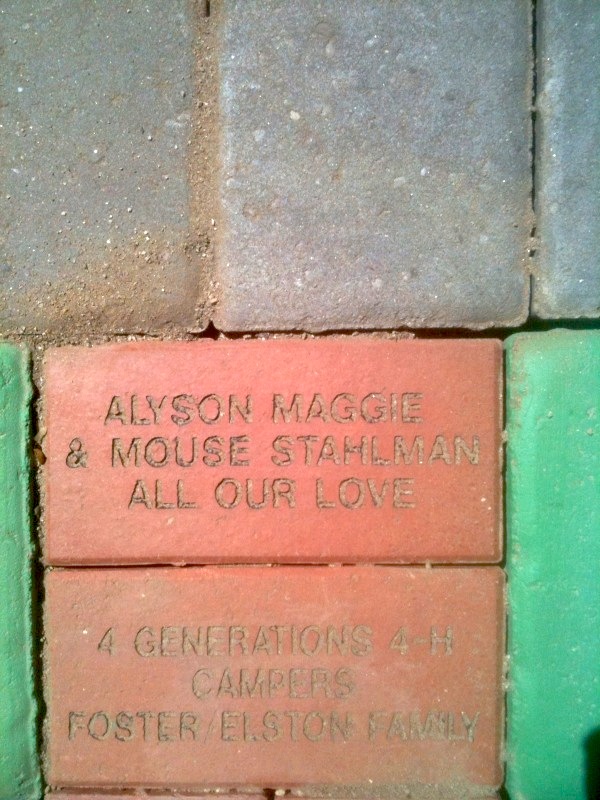 ALYSON MAGGIE
& MOUSE STAHLMAN
ALL OUR LOVE
4 GENERATIONS 4-H
CAMPERS
FOSTER/ELSTON FAMILY